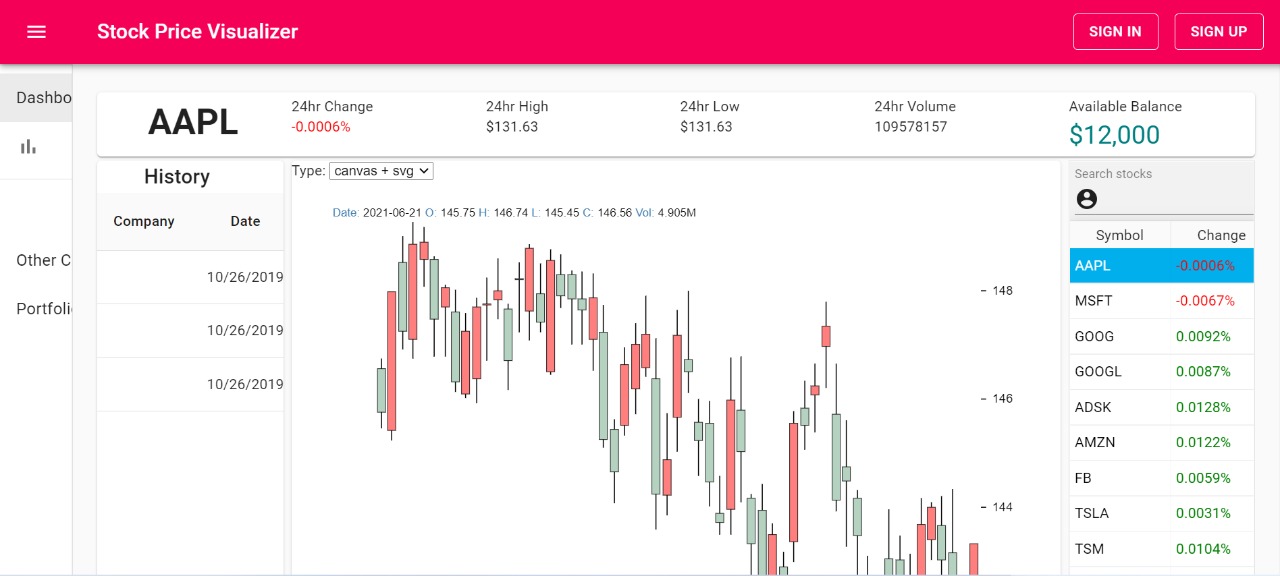 Stock Price Visualizer
SIGN IN
SIGN UP
Dashbo
Other C
Portfoli
AAPL
24hr Change
-0.0006%
24hr High
$131.63
24hr Low
$131.63
24hr Volume
109578157
Available Balance
$12,000
History
Company Date
10/26/2019
10/26/2019
10/26/2019
Type: canvas + svg
Date: 2021-06-21 O: 145.75 H: 146.74 L: 145.45 C: 146.56 Vol: 4.905M
148
146
144
Search stocks
Symbol Change
AAPL -0.0006%
MSFT -0.0067%
GOOG 0.0092%
GOOGL 0.0087%
ADSK 0.0128%
AMZN 0.0122%
FB 0.0059%
TSLA 0.0031%
TSM 0.0104%